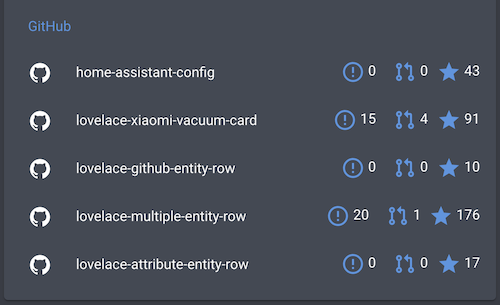 GitHub
home-assistant-config 0 0 43
lovelace-xiaomi-vacuum-card 15 4 91
lovelace-github-entity-row 0 0 10
lovelace-multiple-entity-row 20 1 176
lovelace-attribute-entity-row 0 0 17